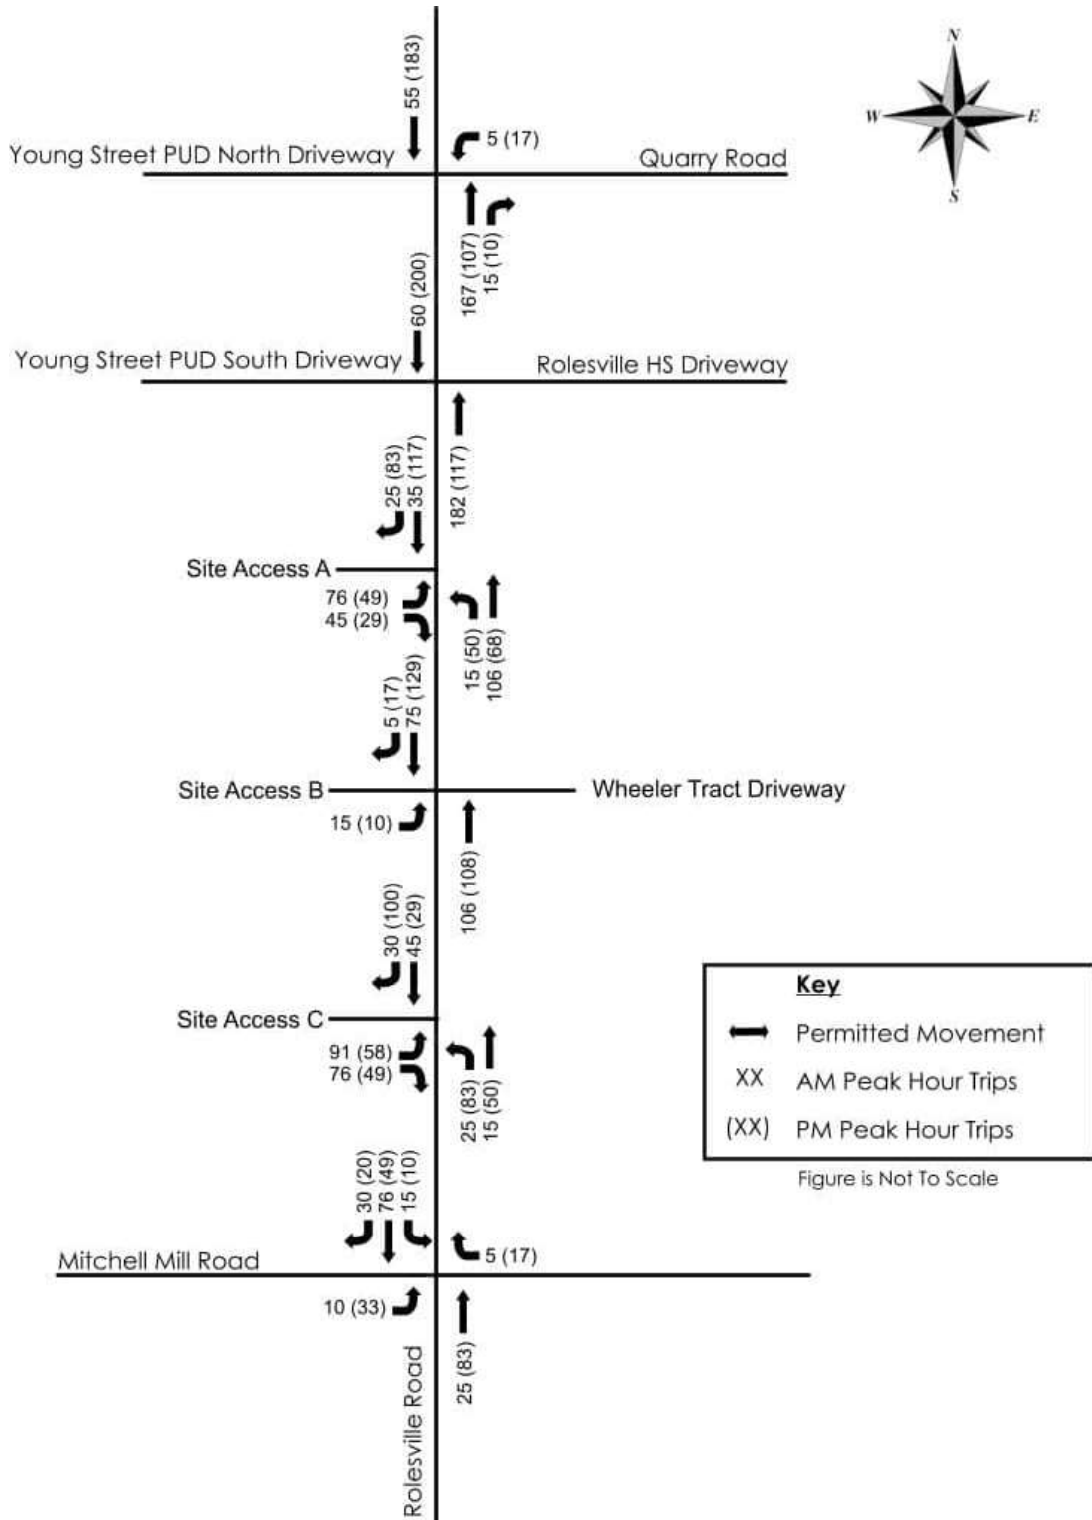 N
W
E
S
55 (183)
5 (17)
Young Street PUD North Driveway
Quarry Road
167 (107)
15 (10)
60 (200)
Young Street PUD South Driveway
Rolesville HS Driveway
182 (117)
25 (83)
35 (117)
Site Access A
76 (49)
45 (29)
15 (50)
106 (68)
5 (17)
75 (129)
Site Access B
Wheeler Tract Driveway
15 (10)
106 (108)
30 (100)
45 (29)
Site Access C
91 (58)
76 (49)
25 (83)
15 (50)
Key
Permitted Movement
XX AM Peak Hour Trips
(XX) PM Peak Hour Trips
Figure is Not To Scale
30 (20)
76 (49)
15 (10)
5 (17)
Mitchell Mill Road
10 (33)
25 (83)
Rolesville Road